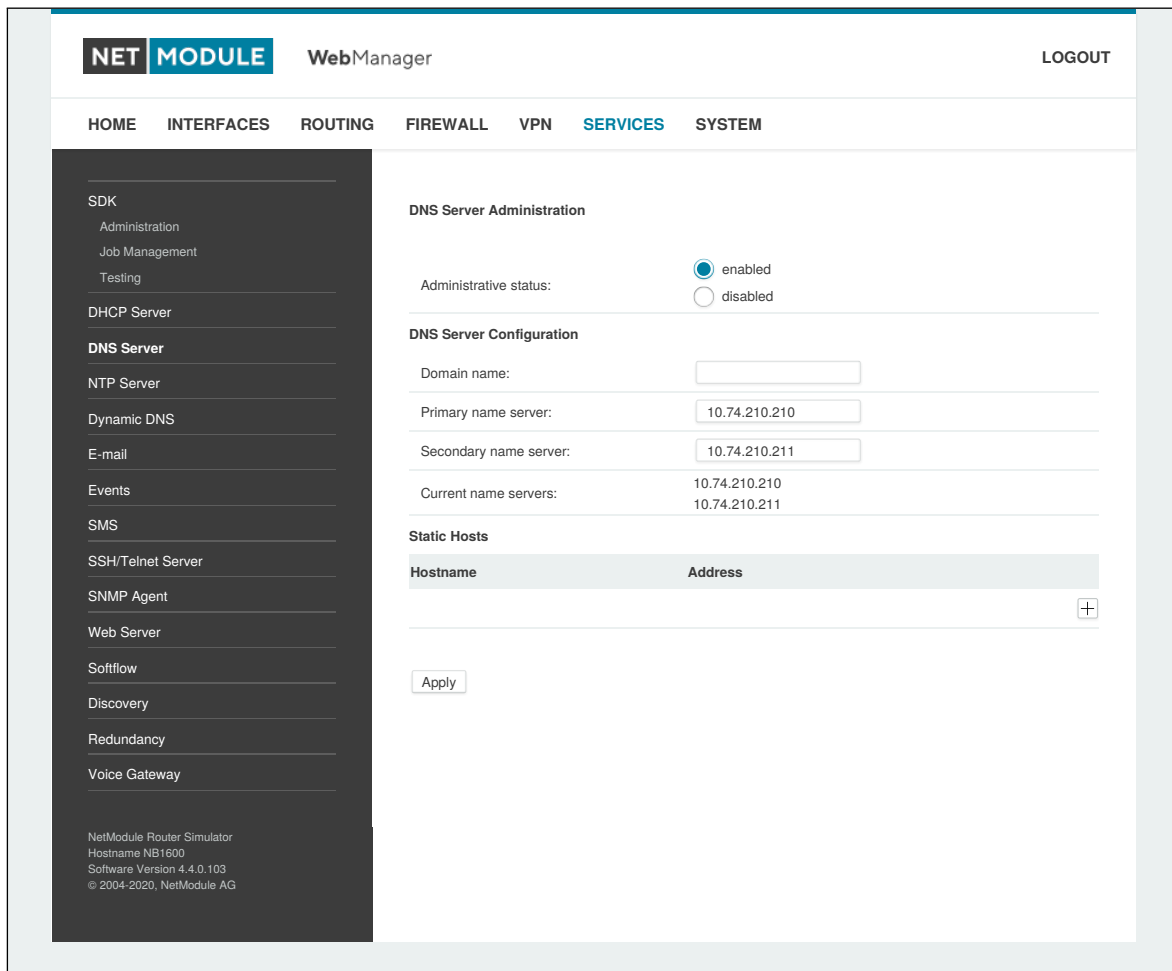 NET MODULE WebManager LOGOUT
HOME INTERFACES ROUTING FIREWALL VPN SERVICES SYSTEM
SDK
Administration
Job Management
Testing
DHCP Server
DNS Server
NTP Server
Dynamic DNS
E-mail
Events
SMS
SSH/Telnet Server
SNMP Agent
Web Server
Softflow
Discovery
Redundancy
Voice Gateway
NetModule Router Simulator
Hostname NB1600
Software Version 4.4.0.103
© 2004-2020, NetModule AG
DNS Server Administration
Administrative status:
enabled
disabled
DNS Server Configuration
Domain name:
Primary name server: 10.74.210.210
Secondary name server: 10.74.210.211
Current name servers:
10.74.210.210
10.74.210.211
Static Hosts
Hostname Address
Apply